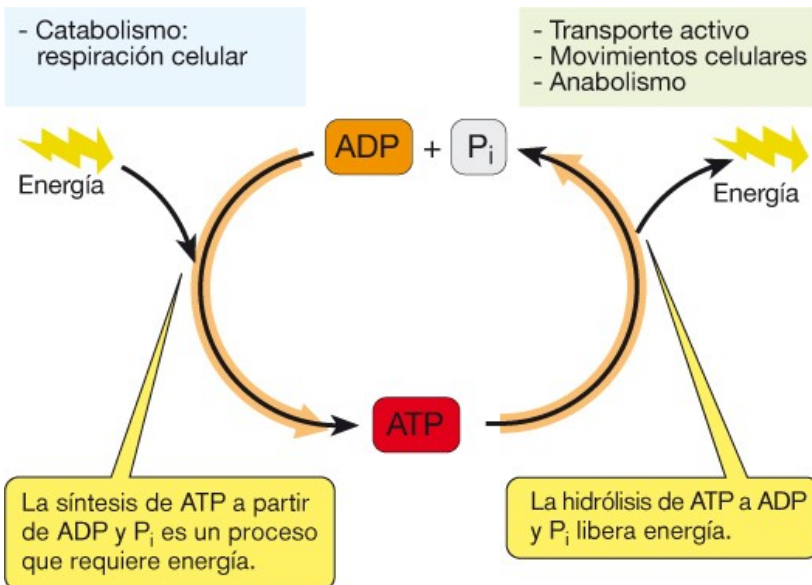 - Catabolismo:
respiración celular
- Transporte activo
- Movimientos celulares
- Anabolismo
Energía
ADP + Pi
Energía
ATP
La síntesis de ATP a partir
de ADP y Pi es un proceso
que requiere energía.
La hidrólisis de ATP a ADP
y Pi libera energía.